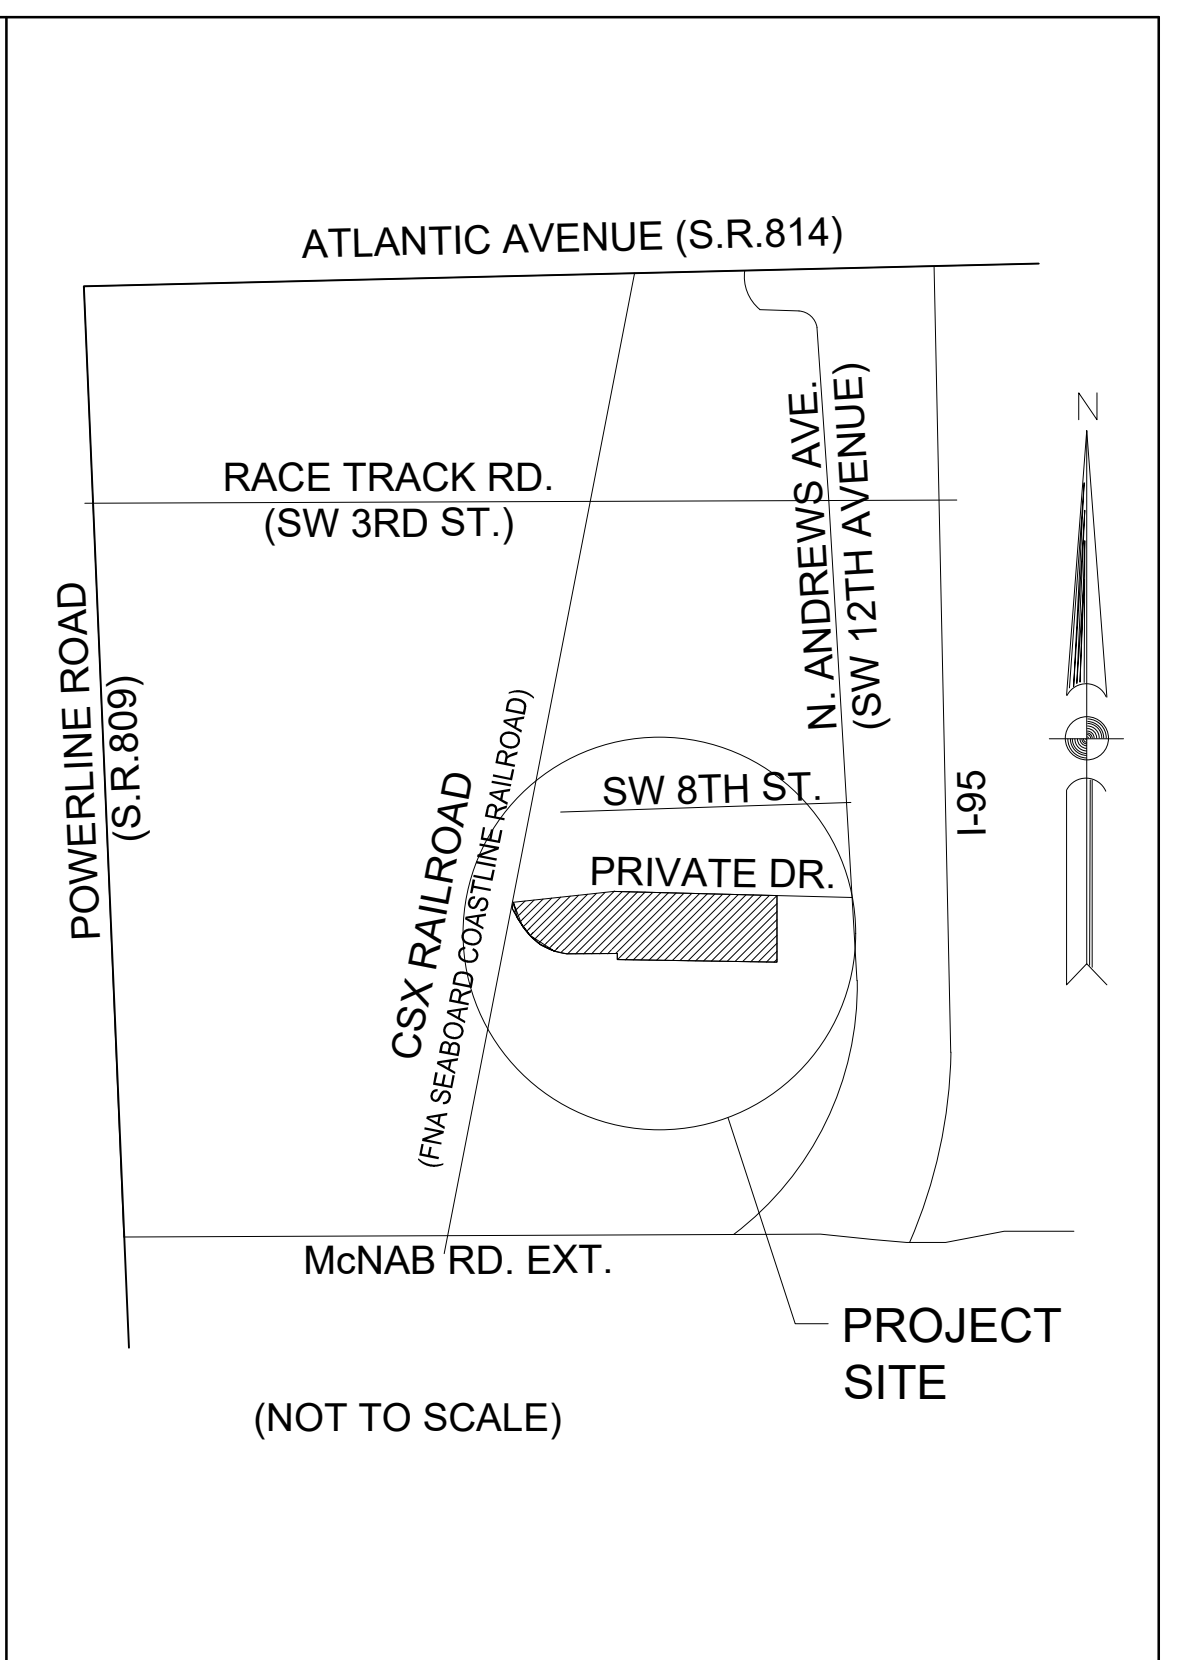 ATLANTIC AVENUE (S.R.814)
N
RACE TRACK RD.
(SW 3RD ST.)
N. ANDREWS AVE.
(SW 12TH AVENUE)
POWERLINE ROAD
(S.R.809)
CSX RAILROAD
(FNA SEABOARD COASTLINE RAILROAD)
SW 8TH ST.
I-95
PRIVATE DR.
McNAB RD. EXT.
PROJECT
SITE
(NOT TO SCALE)